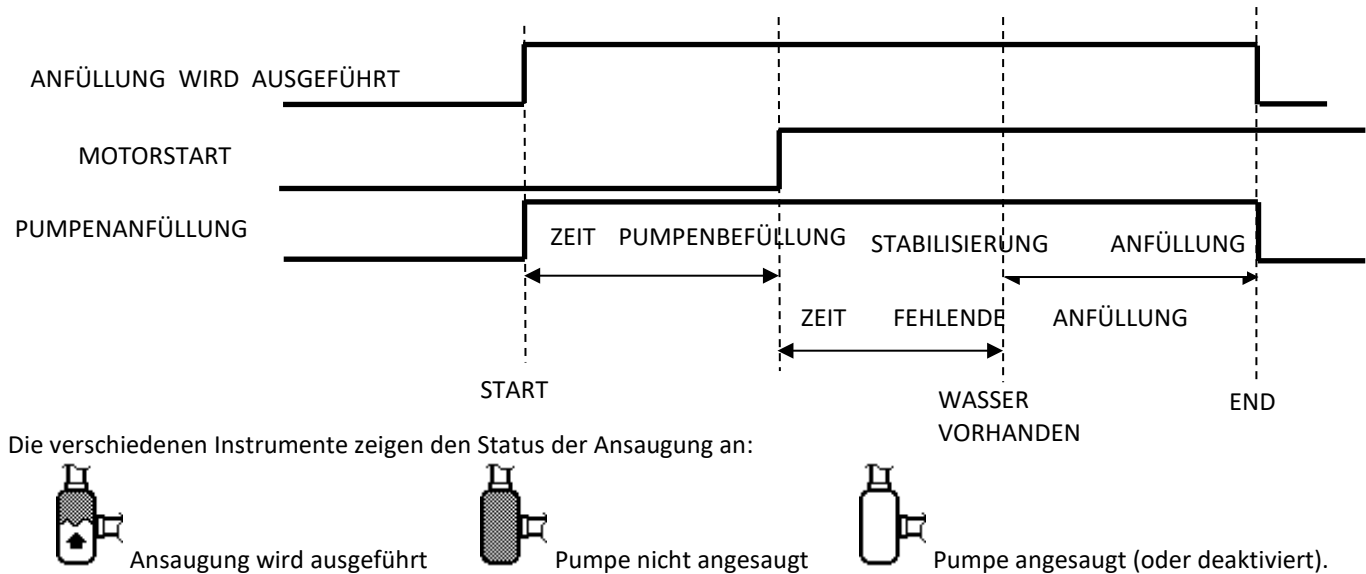 ANFÜLLUNG WIRD AUSGEFÜHRT
MOTORSTART
PUMPENANFÜLLUNG
ZEIT PUMPENBEFÜLLUNG
STABILISIERUNG ANFÜLLUNG
ZEIT FEHLENDE ANFÜLLUNG
START
WASSER
VORHANDEN
END
Die verschiedenen Instrumente zeigen den Status der Ansaugung an:
Ansaugung wird ausgeführt Pumpe nicht angesaugt Pumpe angesaugt (oder deaktiviert).